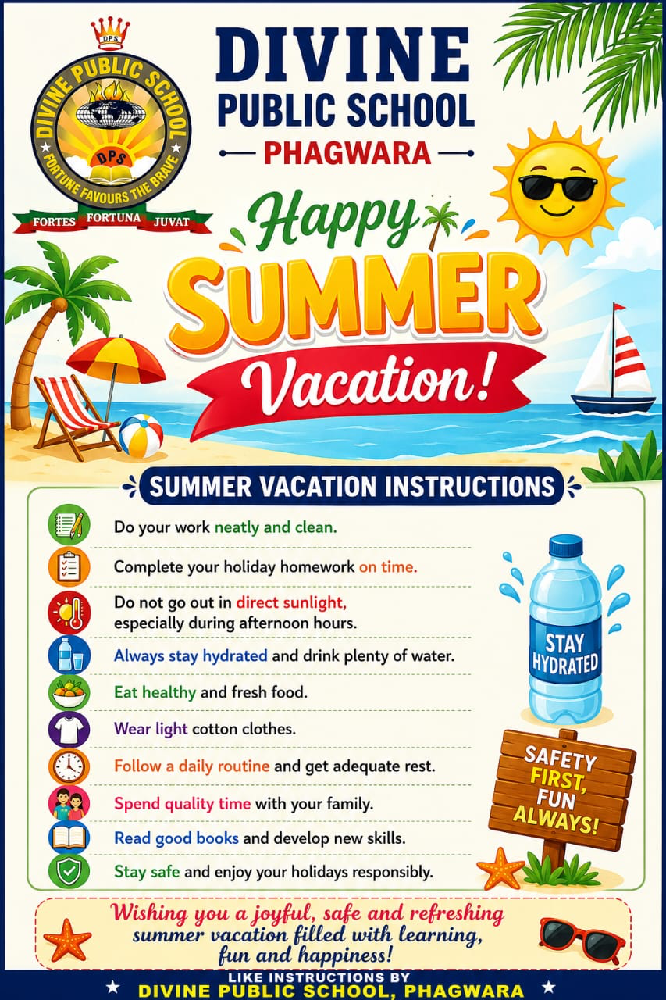 DPS
DIVINE PUBLIC SCHOOL
DPS
FORTUNE FAVOURS THE BRAVE
FORTES FORTUNA JUVAT
DIVINE
PUBLIC SCHOOL
PHAGWARA
Happy
SUMMER
Vacation!
SUMMER VACATION INSTRUCTIONS
Do your work neatly and clean.
Complete your holiday homework on time.
Do not go out in direct sunlight,
especially during afternoon hours.
Always stay hydrated and drink plenty of water.
Eat healthy and fresh food.
Wear light cotton clothes.
Follow a daily routine and get adequate rest.
Spend quality time with your family.
Read good books and develop new skills.
Stay safe and enjoy your holidays responsibly.
STAY
HYDRATED
SAFETY
FIRST,
FUN
ALWAYS!
Wishing you a joyful, safe and refreshing
summer vacation filled with learning,
fun and happiness!
LIKE INSTRUCTIONS BY
DIVINE PUBLIC SCHOOL, PHAGWARA